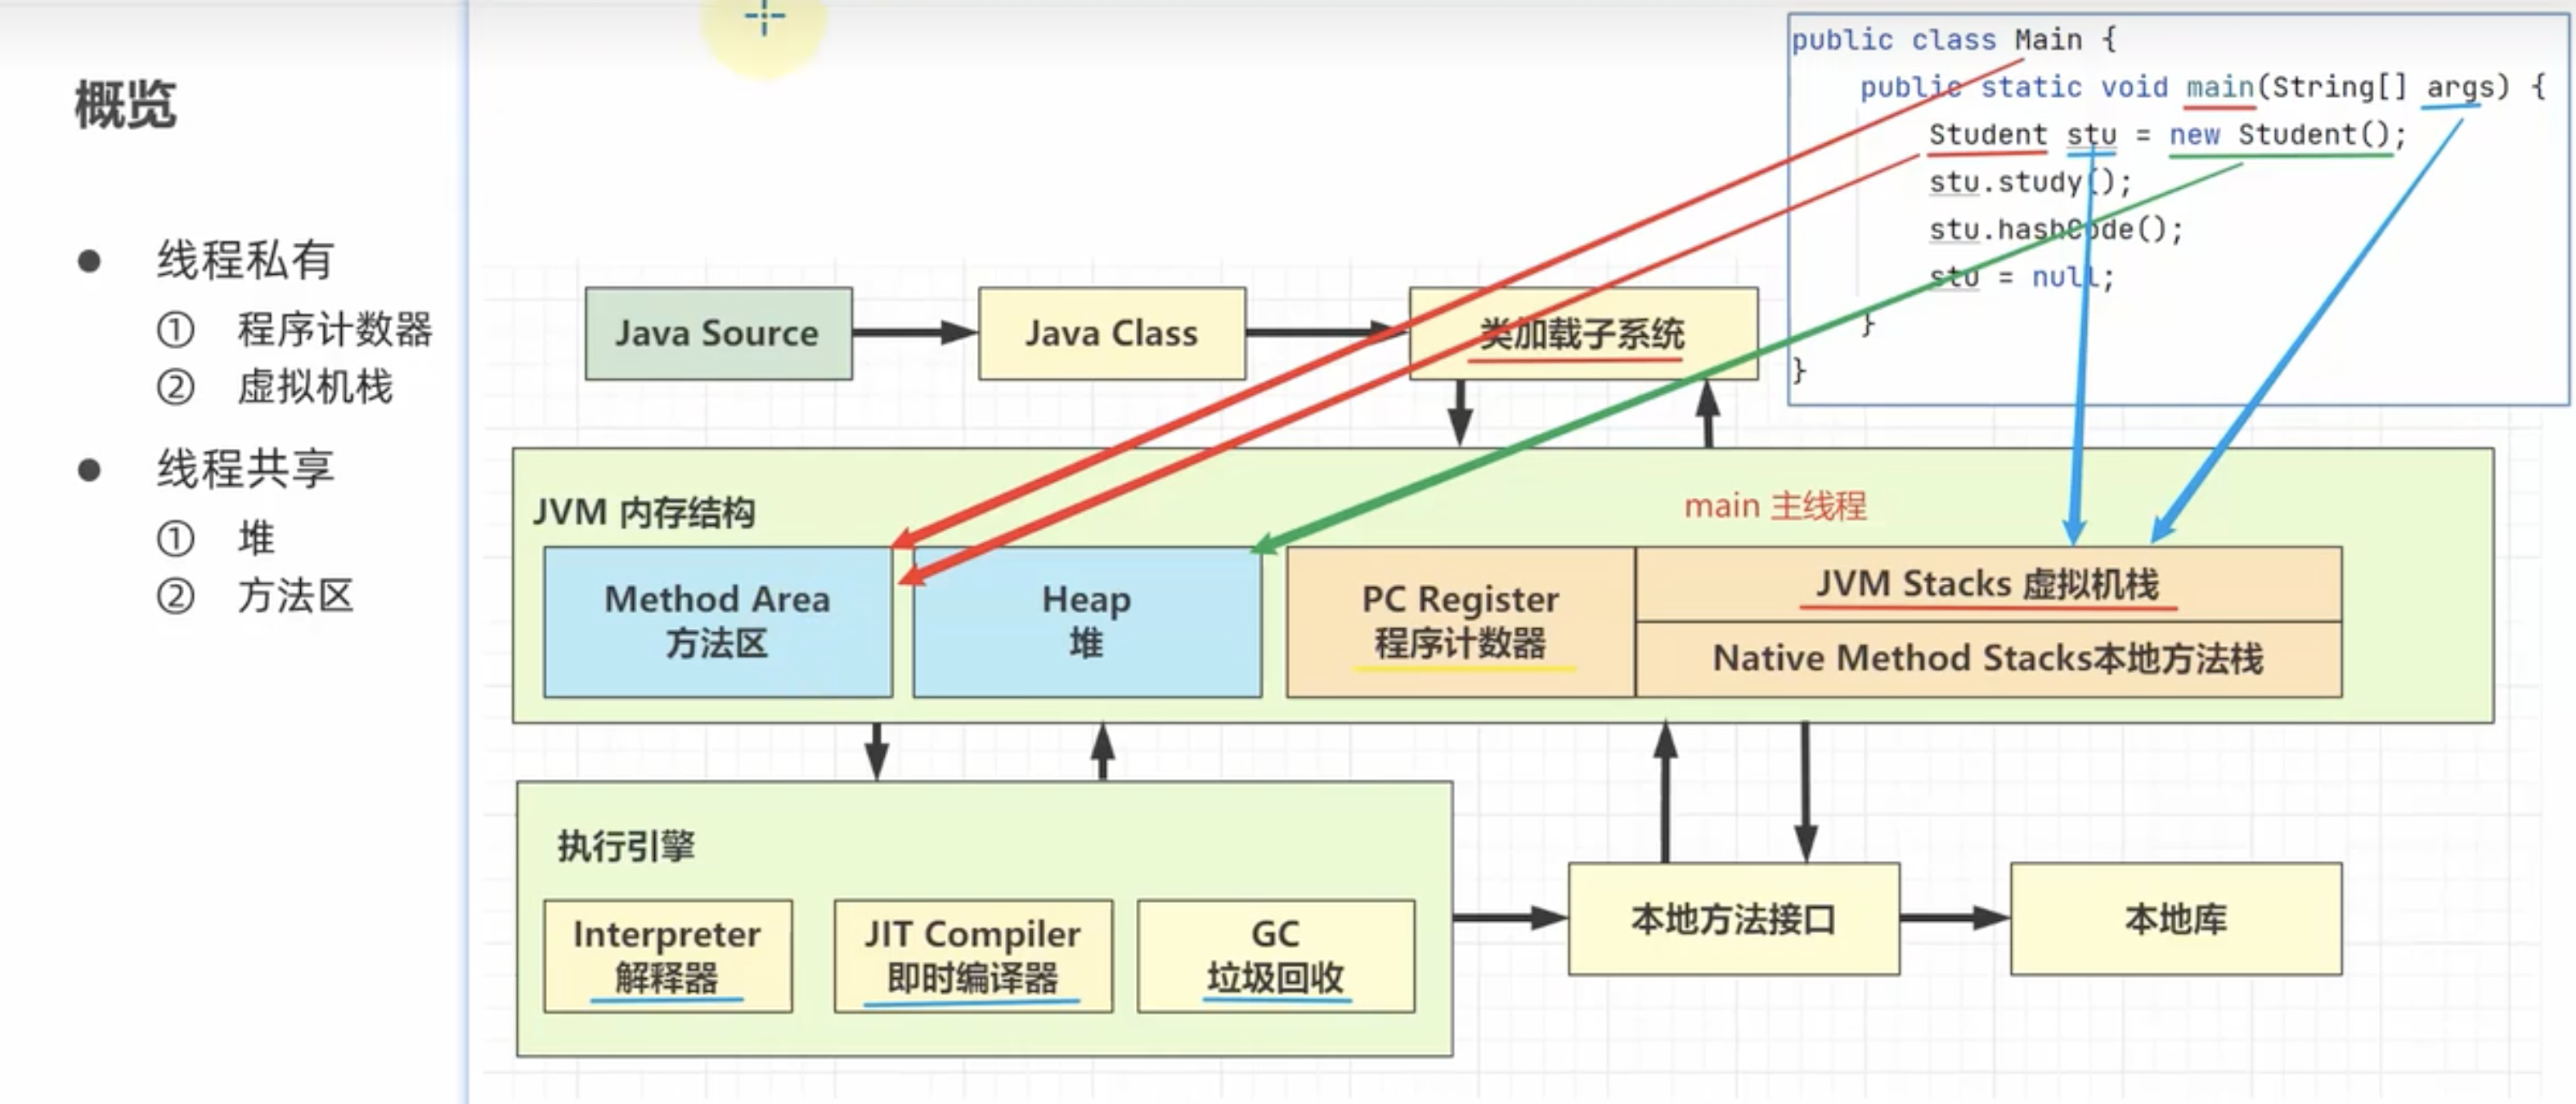 概览
● 线程私有
① 程序计数器
② 虚拟机栈
● 线程共享
① 堆
② 方法区
public class Main {
public static void main(String[] args) {
Student stu = new Student();
stu.study();
stu.hashCode();
stu = null;
}
}
Java Source
Java Class
类加载子系统
JVM 内存结构
main 主线程
Method Area
方法区
Heap
堆
PC Register
程序计数器
JVM Stacks 虚拟机栈
Native Method Stacks本地方法栈
执行引擎
Interpreter
解释器
JIT Compiler
即时编译器
GC
垃圾回收
本地方法接口
本地库